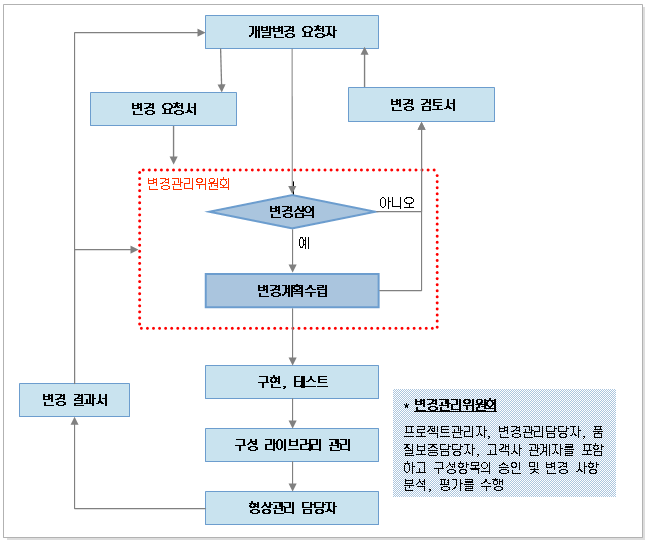 개발변경 요청자
변경 요청서
변경 검토서
변경관리위원회
변경심의
아니오
예
변경계획수립
구현, 테스트
변경 결과서
구성 라이브러리 관리
형상관리 담당자
* 변경관리위원회
프로젝트관리자, 변경관리담당자, 품
질보증담당자, 고객사 관계자를 포함
하고 구성항목의 승인 및 변경 사항
분석, 평가를 수행